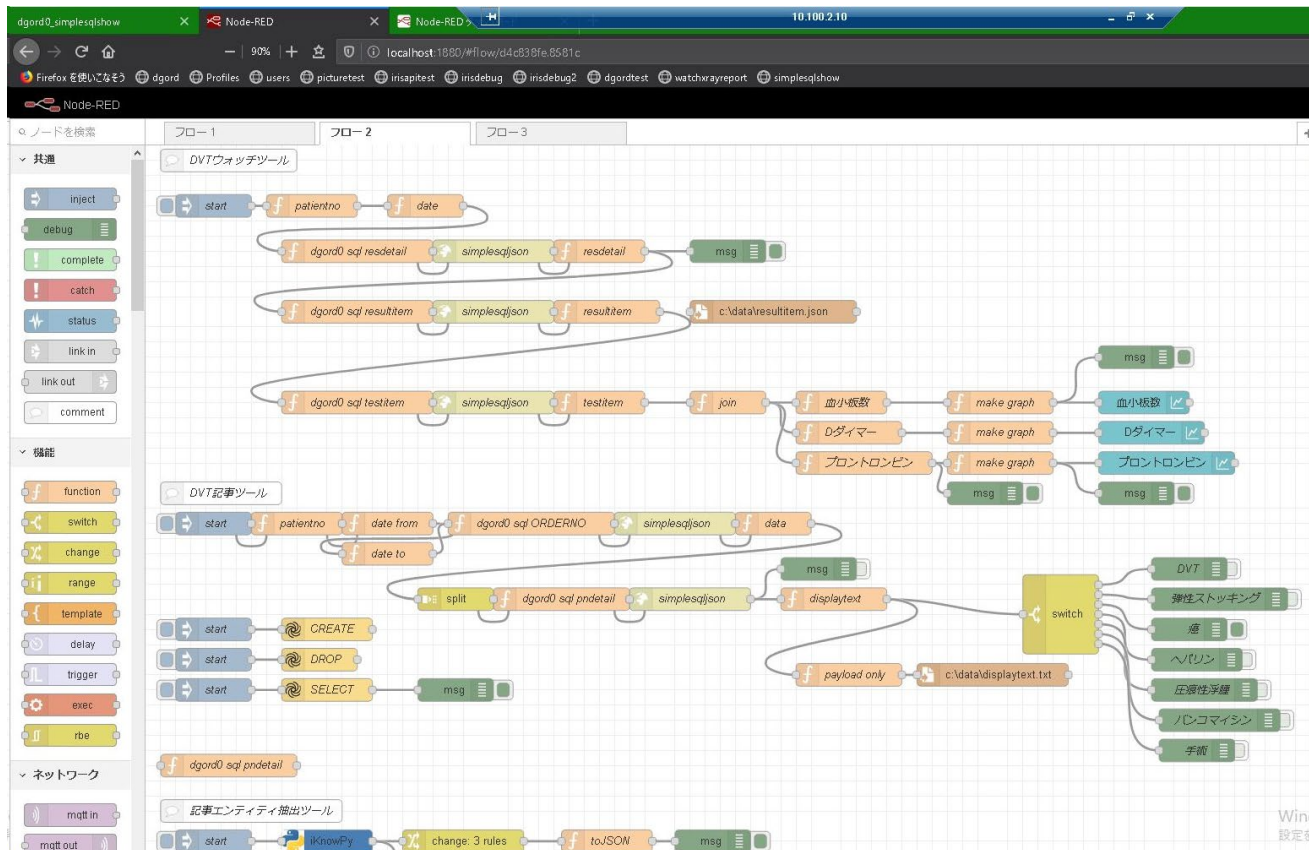 dgord0_simplesqlshow
Node-RED
Node-RED
10.100.2.10
90%
localhost:1880/#flow/d4c838fe.8581c
Firefox を使いこなそう dgord Profiles users picturetest irisapitest irisdebug irisdebug2 dgordtest watchxrayreport simplesqlshow
Node-RED
ノードを検索
フロー 1
フロー 2
フロー 3
共通
inject
debug
complete
catch
status
link in
link out
comment
機能
function
switch
change
range
template
delay
trigger
exec
rbe
ネットワーク
mqtt in
mqtt out
DVTウォッチツール
start patientno date
dgord0 sql resdetail simplesqljson resdetail msg
dgord0 sql resultitem simplesqljson resultitem c:\data\resultitem.json
msg
dgord0 sql testitem simplesqljson testitem join 血小板数 make graph 血小板数
Dダイマー make graph Dダイマー
プロントロンビン make graph プロントロンビン
msg msg
DVT記事ツール
start patientno date from dgord0 sql ORDERNO simplesqljson data
date to
msg DVT
split dgord0 sql pndetail simplesqljson displaytext switch 弾性ストッキング
start CREATE 癌
start DROP ヘパリン
start SELECT msg payload only c:\data\displaytext.txt 圧痕性浮腫
バンコマイシン
手術
dgord0 sql pndetail
記事エンティティ抽出ツール
start iKnowPy change: 3 rules toJSON msg